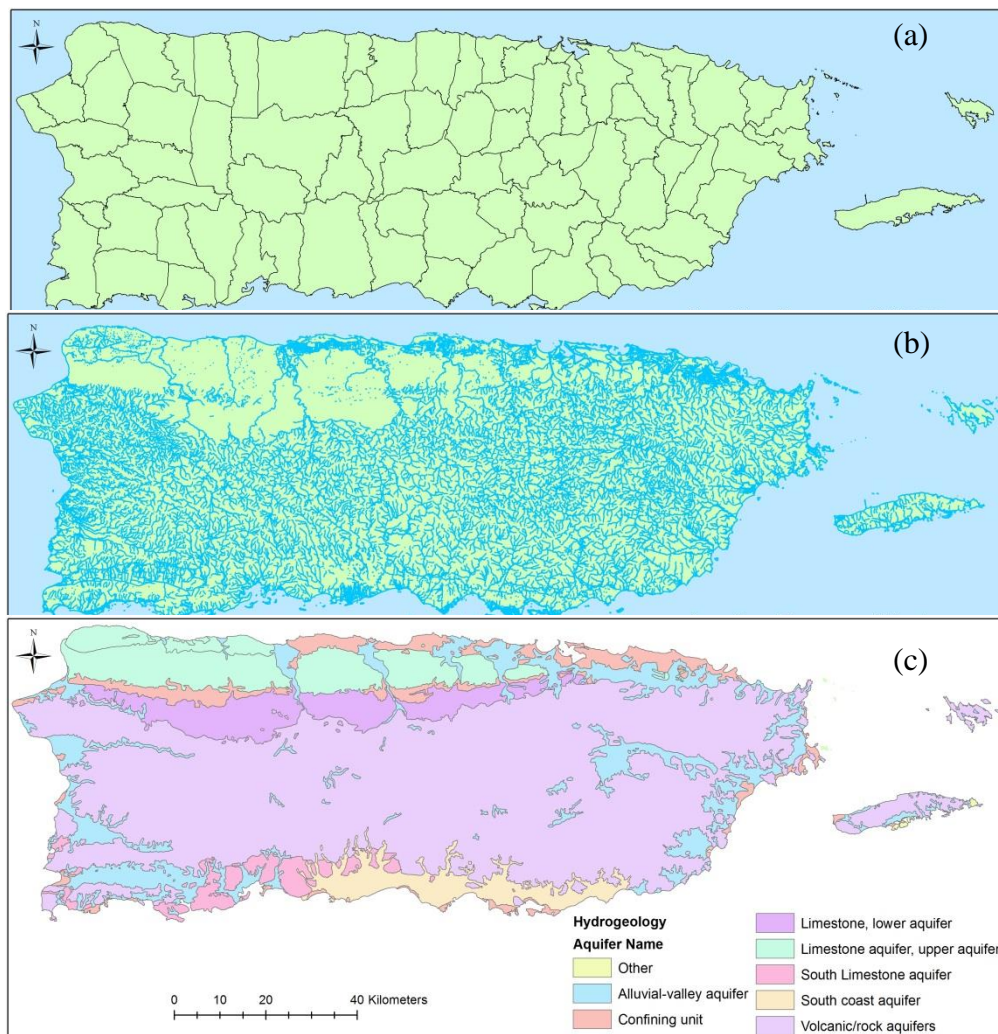 N
(a)
N
(b)
N
(c)
Hydrogeology
Aquifer Name
Other
Alluvial-valley aquifer
Confining unit
Limestone, lower aquifer
Limestone aquifer, upper aquifer
South Limestone aquifer
South coast aquifer
Volcanic/rock aquifers
0 10 20 40 Kilometers